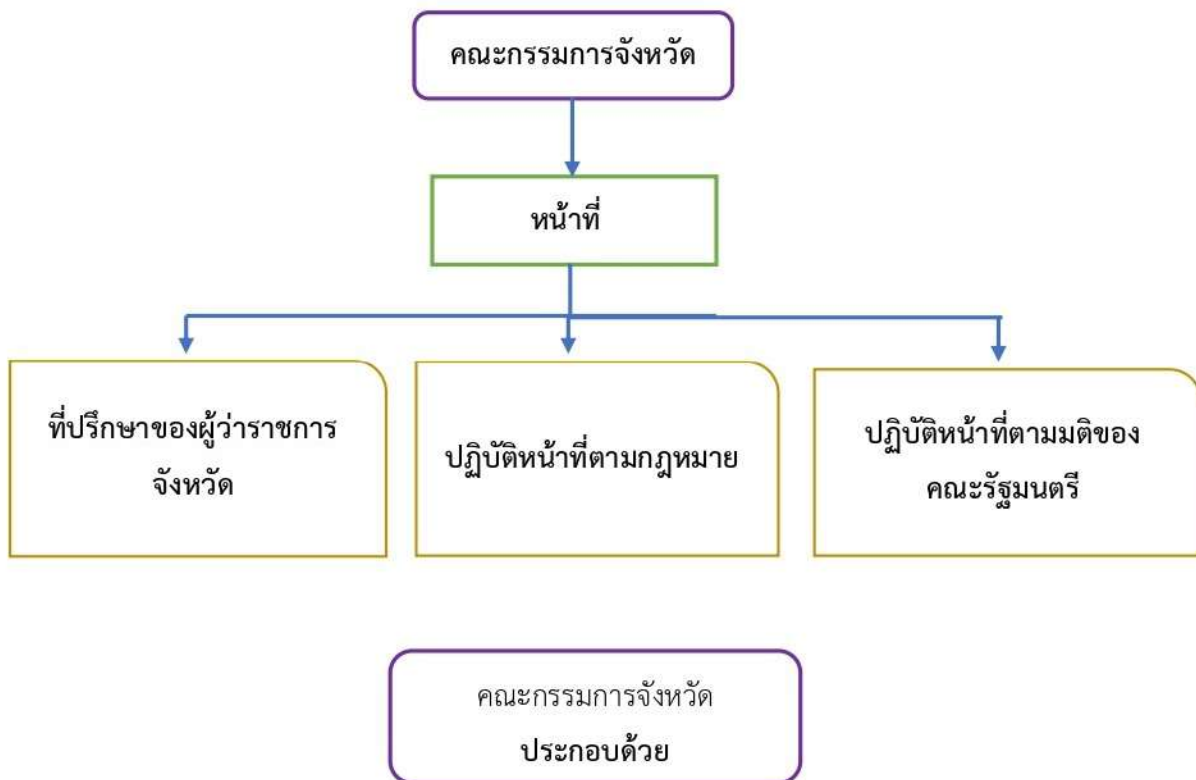 คณะกรรมการจังหวัด
หน้าที่
ที่ปรึกษาของผู้ว่าราชการ
จังหวัด
ปฏิบัติหน้าที่ตามกฎหมาย
ปฏิบัติหน้าที่ตามมติของ
คณะรัฐมนตรี
คณะกรรมการจังหวัด
ประกอบด้วย